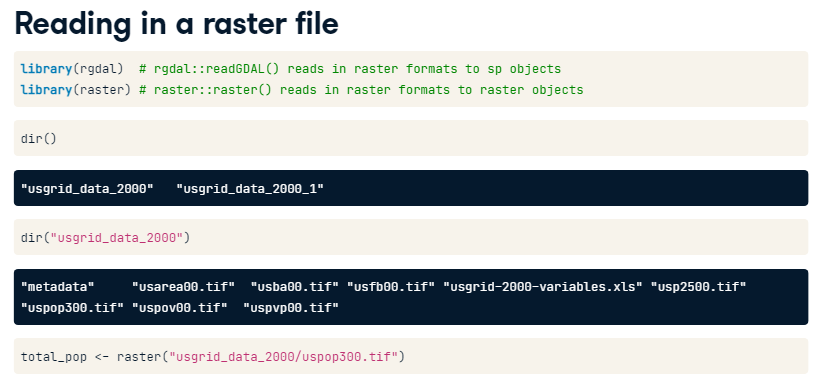 Reading in a raster file
library(rgdal)  # rgdal::readGDAL() reads in raster formats to sp objects
library(raster) # raster::raster() reads in raster formats to raster objects
dir()
"usgrid_data_2000"   "usgrid_data_2000_1"
dir("usgrid_data_2000")
"metadata"     "usarea00.tif"  "usba00.tif" "usfb00.tif" "usgrid-2000-variables.xls" "usp2500.tif"
"uspop300.tif" "uspov00.tif"  "uspvp00.tif"
total_pop <- raster("usgrid_data_2000/uspop300.tif")